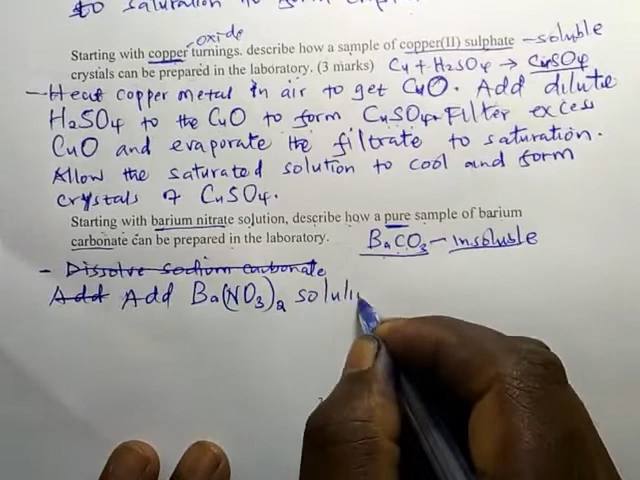 to saturation to form
oxide
Starting with copper turnings. describe how a sample of copper(II) sulphate - soluble
crystals can be prepared in the laboratory. (3 marks) Cu + H2SO4 → CuSO4
- Heat copper metal in air to get CuO. Add dilute
H2SO4 to the CuO to form CuSO4. Filter excess
CuO and evaporate the filtrate to saturation.
Allow the saturated solution to cool and form
crystals of CuSO4.
Starting with barium nitrate solution, describe how a pure sample of barium
carbonate can be prepared in the laboratory. BaCO3 - insoluble
- Dissolve sodium carbonate
Add Add Ba(NO3)2 soluti